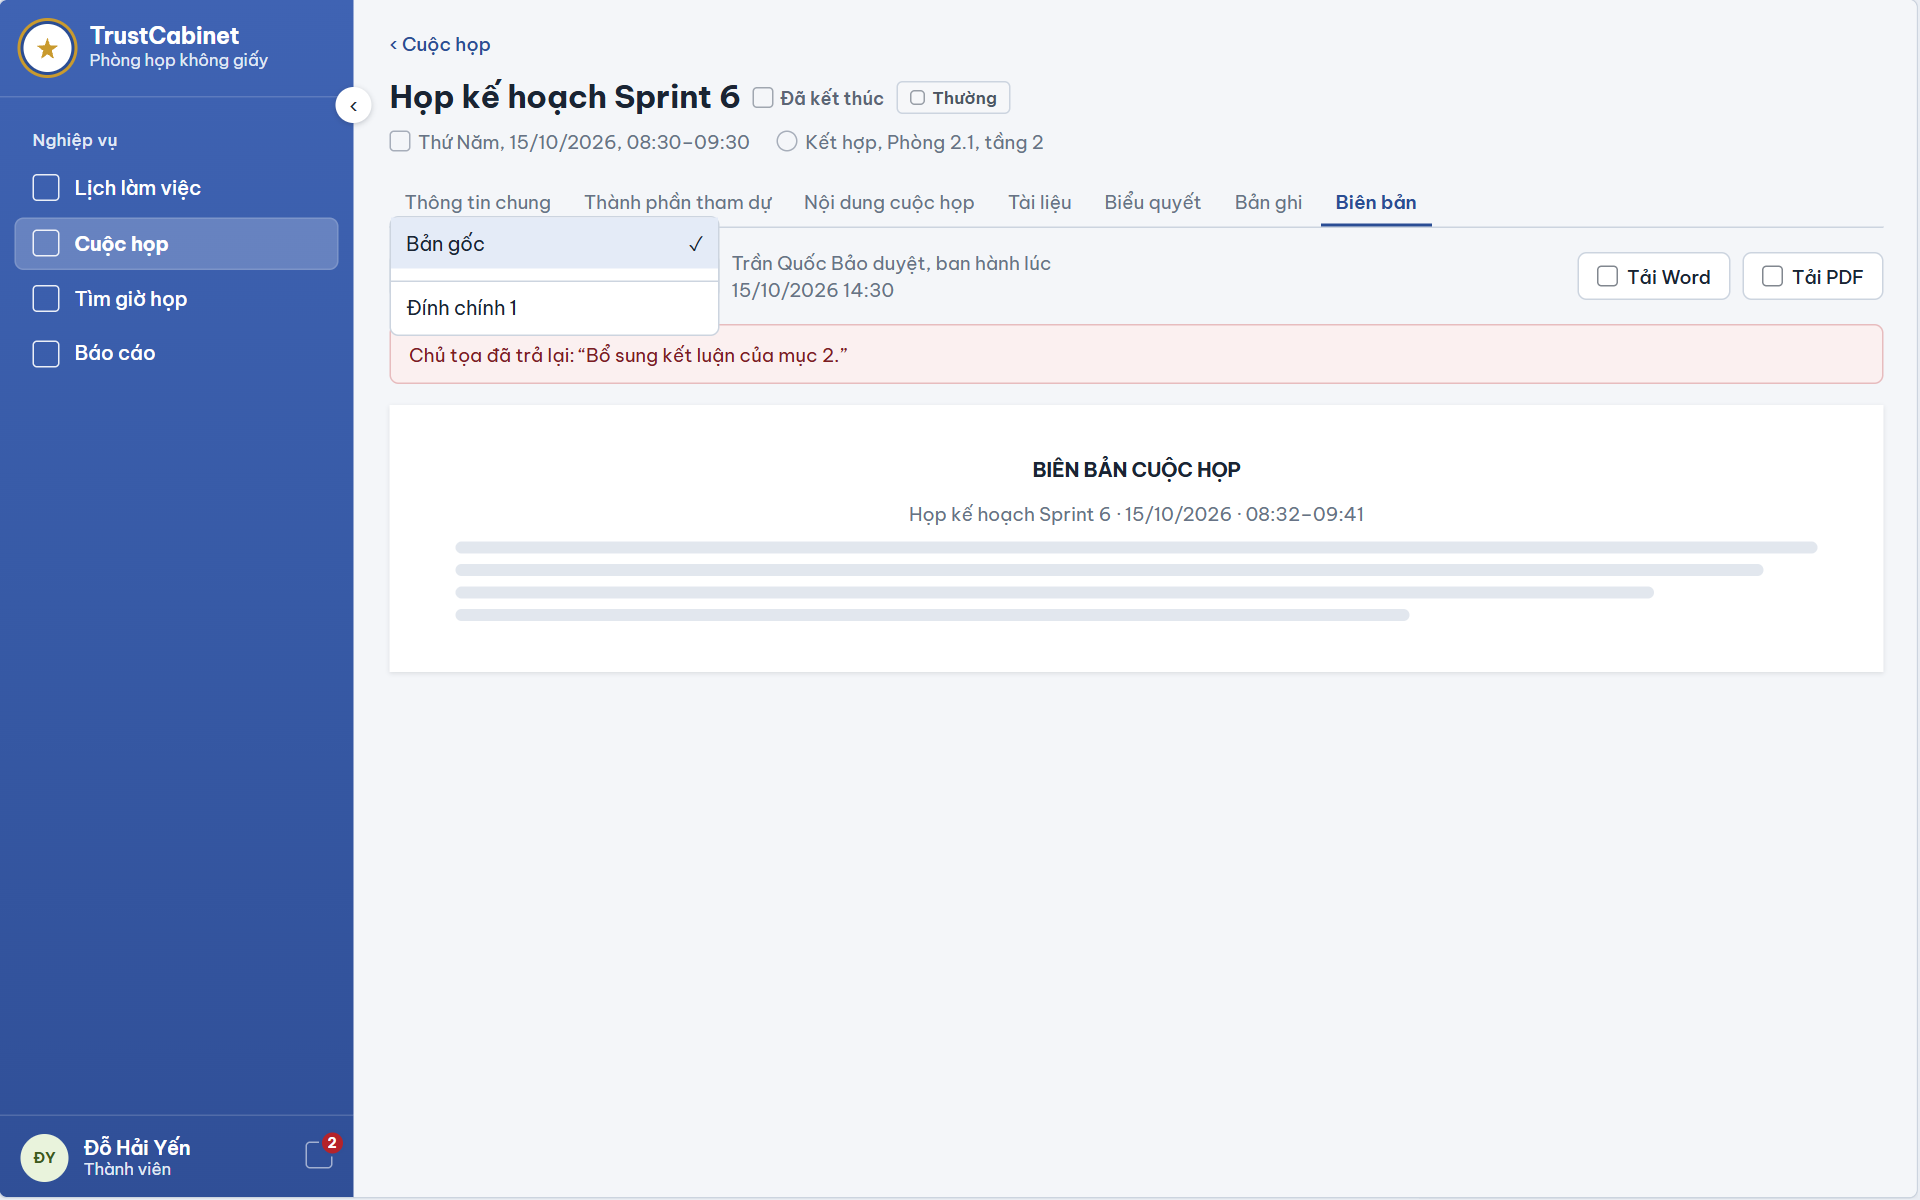 TrustCabinet
Phòng họp không giấy
Nghiệp vụ
Lịch làm việc
Cuộc họp
Tìm giờ họp
Báo cáo
ĐY
Đỗ Hải Yến
Thành viên
2
‹ Cuộc họp
Họp kế hoạch Sprint 6
Đã kết thúc
Thường
Thứ Năm, 15/10/2026, 08:30–09:30
Kết hợp, Phòng 2.1, tầng 2
Thông tin chung
Thành phần tham dự
Nội dung cuộc họp
Tài liệu
Biểu quyết
Bản ghi
Biên bản
Bản gốc ✓
Đính chính 1
Trần Quốc Bảo duyệt, ban hành lúc
15/10/2026 14:30
Tải Word
Tải PDF
Chủ tọa đã trả lại: “Bổ sung kết luận của mục 2.”
BIÊN BẢN CUỘC HỌP
Họp kế hoạch Sprint 6 · 15/10/2026 · 08:32–09:41